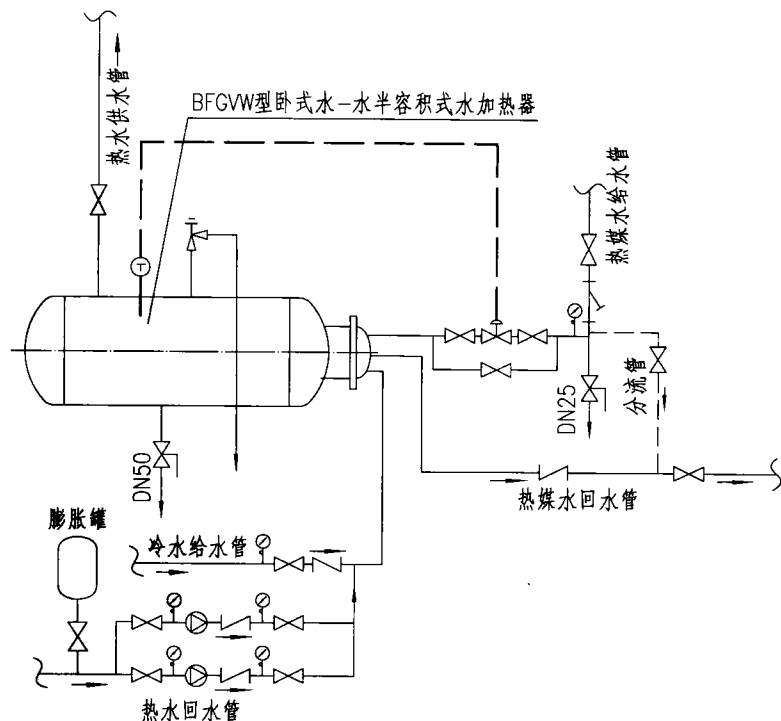 热水供水管
BFGVW型卧式水-水半容积式水加热器
热媒水给水管
T
分流管
DN25
DN50
热媒水回水管
膨胀罐
冷水给水管
热水回水管